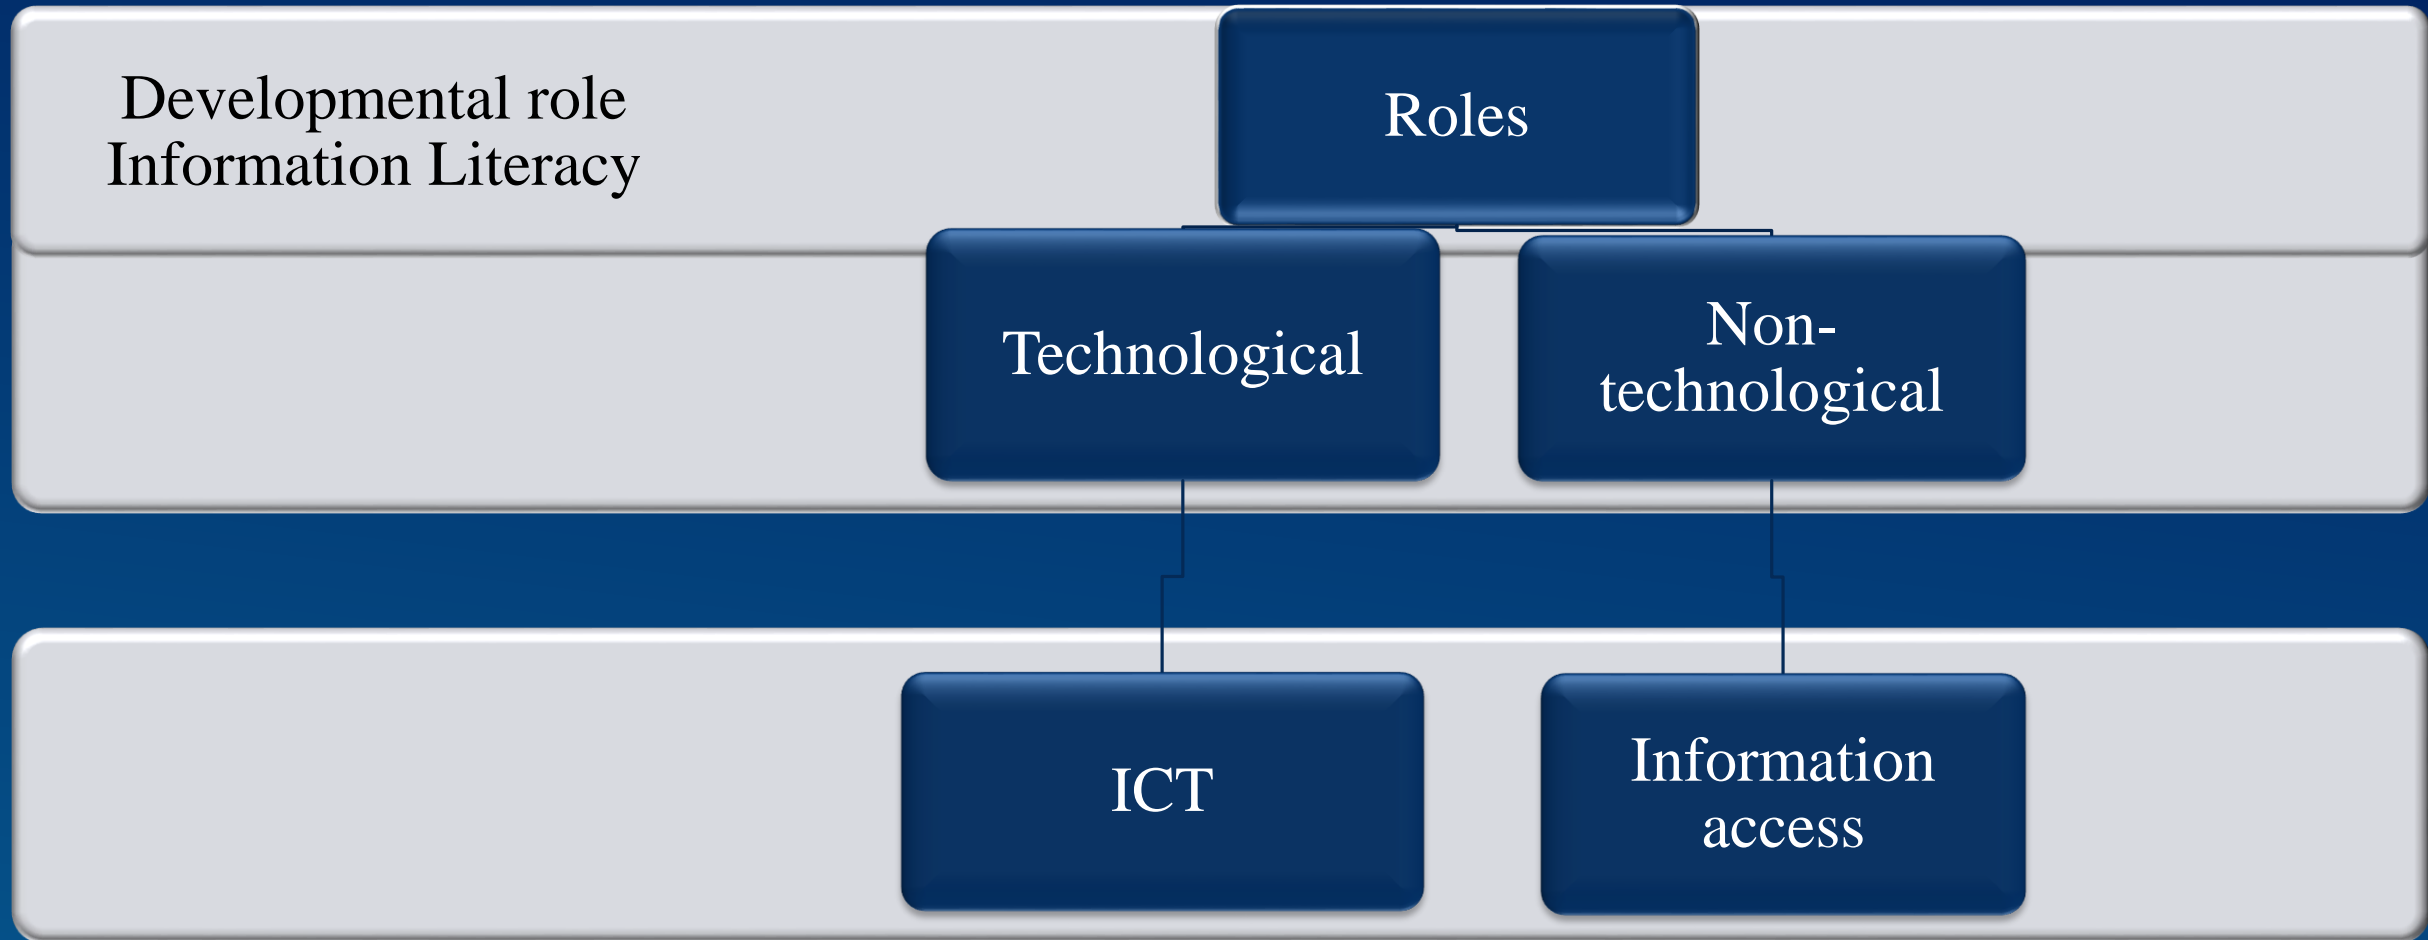 Developmental role
Information Literacy
Roles
Technological
Non-
technological
ICT
Information
access